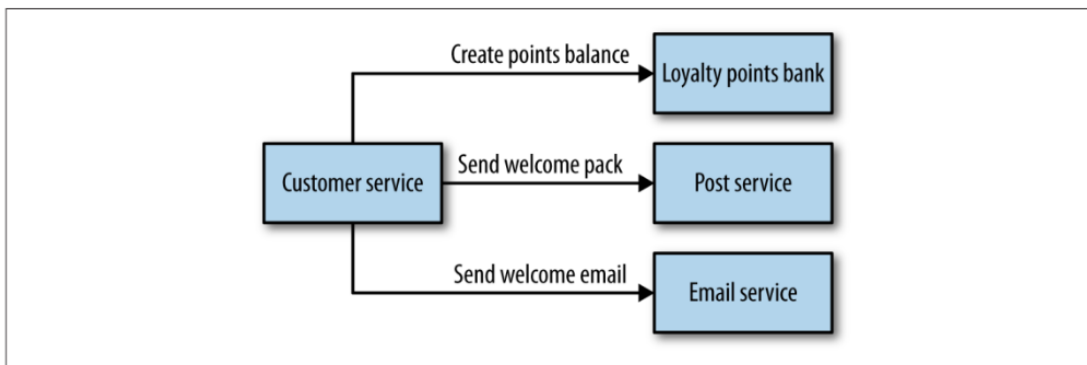 Create points balance
Loyalty points bank
Customer service
Send welcome pack
Post service
Send welcome email
Email service